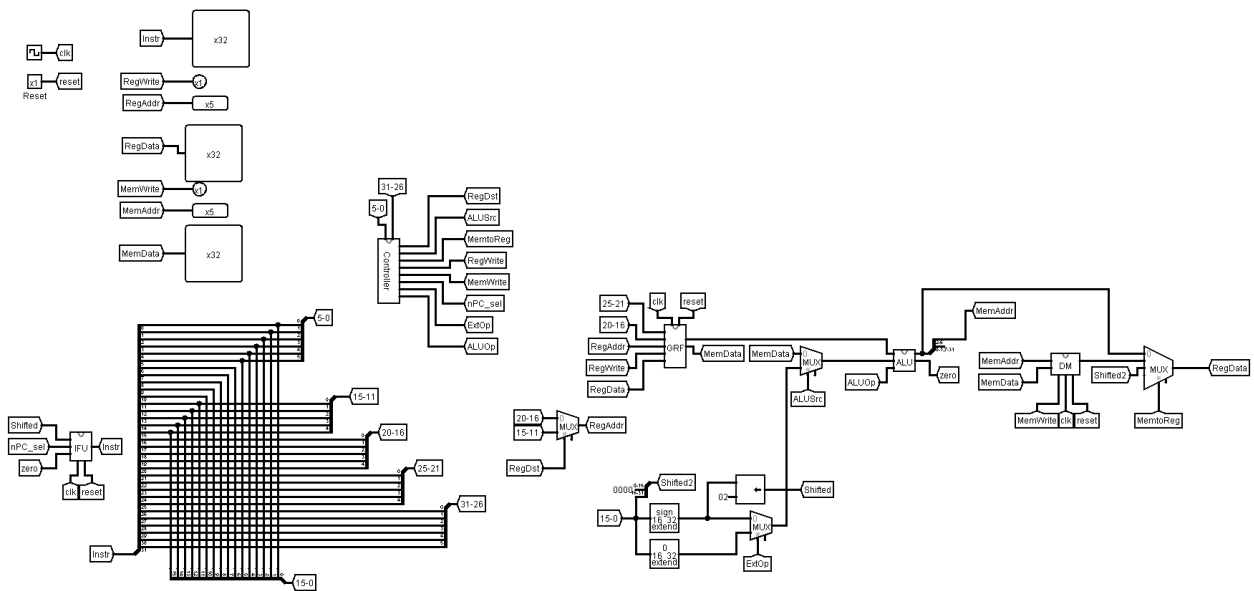 Instr
x32
clk
x1
reset
Reset
RegWrite
x1
RegAddr
x5
RegData
x32
MemWrite
x1
MemAddr
x5
MemData
x32
31-26
5-0
Controller
RegDst
ALUSrc
MemtoReg
RegWrite
MemWrite
nPC_sel
ExtOp
ALUOp
5-0
15-11
20-16
25-21
31-26
15-0
Instr
Shifted
nPC_sel
zero
IFU
Instr
clk
reset
20-16
15-11
MUX
RegAddr
RegDst
25-21
20-16
RegAddr
RegWrite
RegData
clk
reset
GRF
MemData
MemData
MUX
ALUSrc
ALUOp
ALU
zero
MemAddr
MemAddr
MemData
DM
MemWrite
clk
reset
Shifted2
MUX
MemtoReg
RegData
0000
Shifted2
15-0
sign
16 32
extend
0
16 32
extend
02
Shifted
MUX
ExtOp